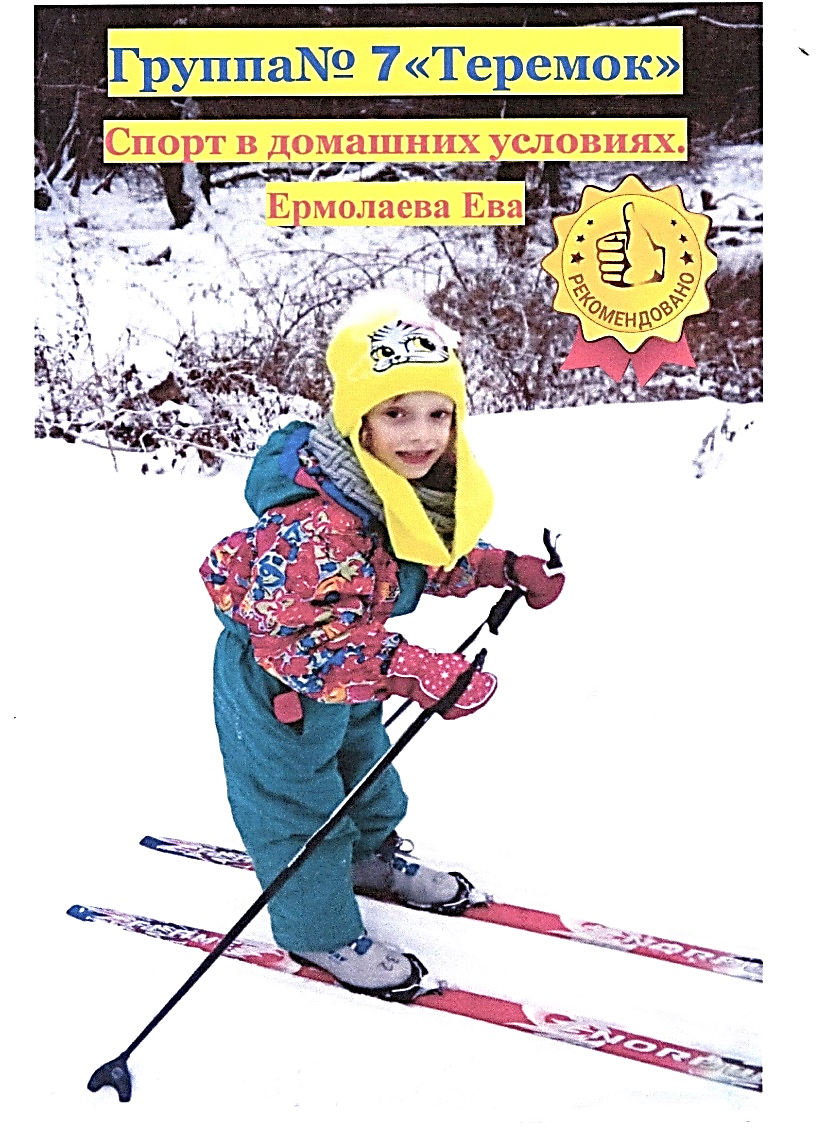 Группа№ 7«Теремок»
Спорт в домашних условиях.
Ермолаева Ева
РЕКОМЕНДОВАНО